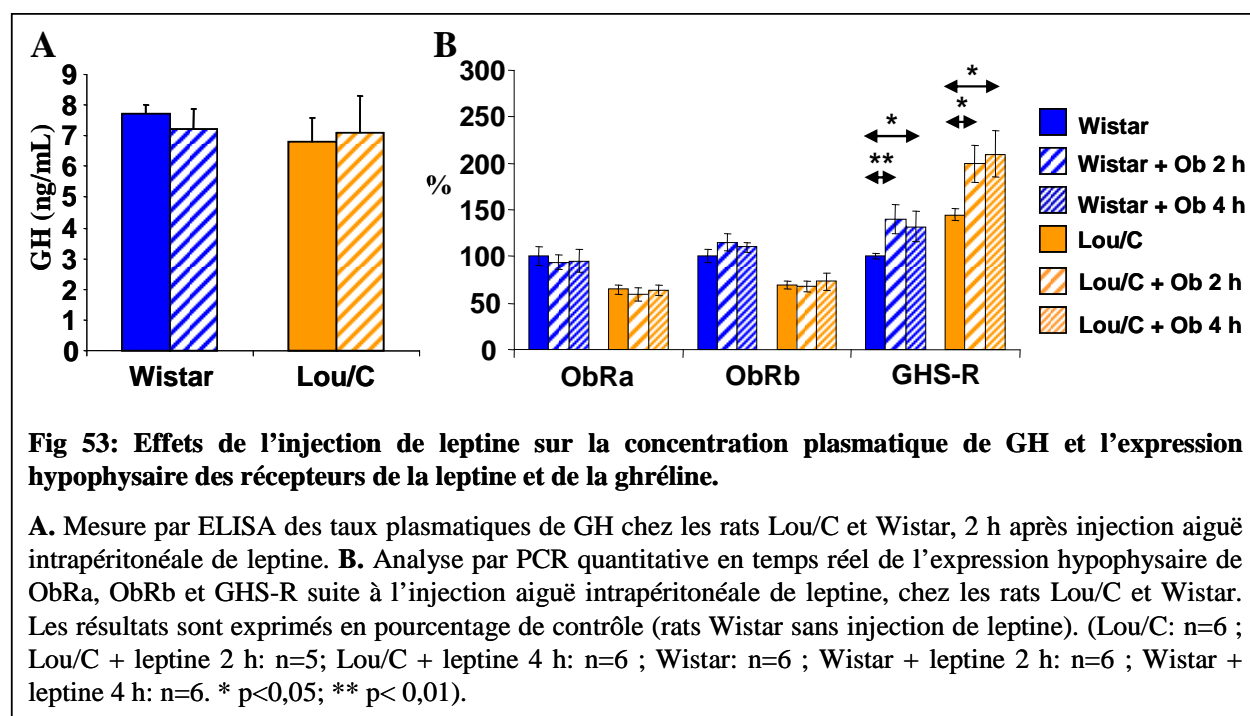 A
9
8
7
6
5
4
3
2
1
0
GH (ng/mL)
Wistar
Lou/C
B
300
250
200
150
100
50
0
%
ObRa
ObRb
GHS-R
*
**
*
*
Wistar
Wistar + Ob 2 h
Wistar + Ob 4 h
Lou/C
Lou/C + Ob 2 h
Lou/C + Ob 4 h
Fig 53: Effets de l’injection de leptine sur la concentration plasmatique de GH et l’expression
hypophysaire des récepteurs de la leptine et de la ghréline.
A. Mesure par ELISA des taux plasmatiques de GH chez les rats Lou/C et Wistar, 2 h après injection aiguë
intrapéritonéale de leptine. B. Analyse par PCR quantitative en temps réel de l’expression hypophysaire de
ObRa, ObRb et GHS-R suite à l’injection aiguë intrapéritonéale de leptine, chez les rats Lou/C et Wistar.
Les résultats sont exprimés en pourcentage de contrôle (rats Wistar sans injection de leptine). (Lou/C: n=6 ;
Lou/C + leptine 2 h: n=5; Lou/C + leptine 4 h: n=6 ; Wistar: n=6 ; Wistar + leptine 2 h: n=6 ; Wistar +
leptine 4 h: n=6. * p<0,05; ** p< 0,01).